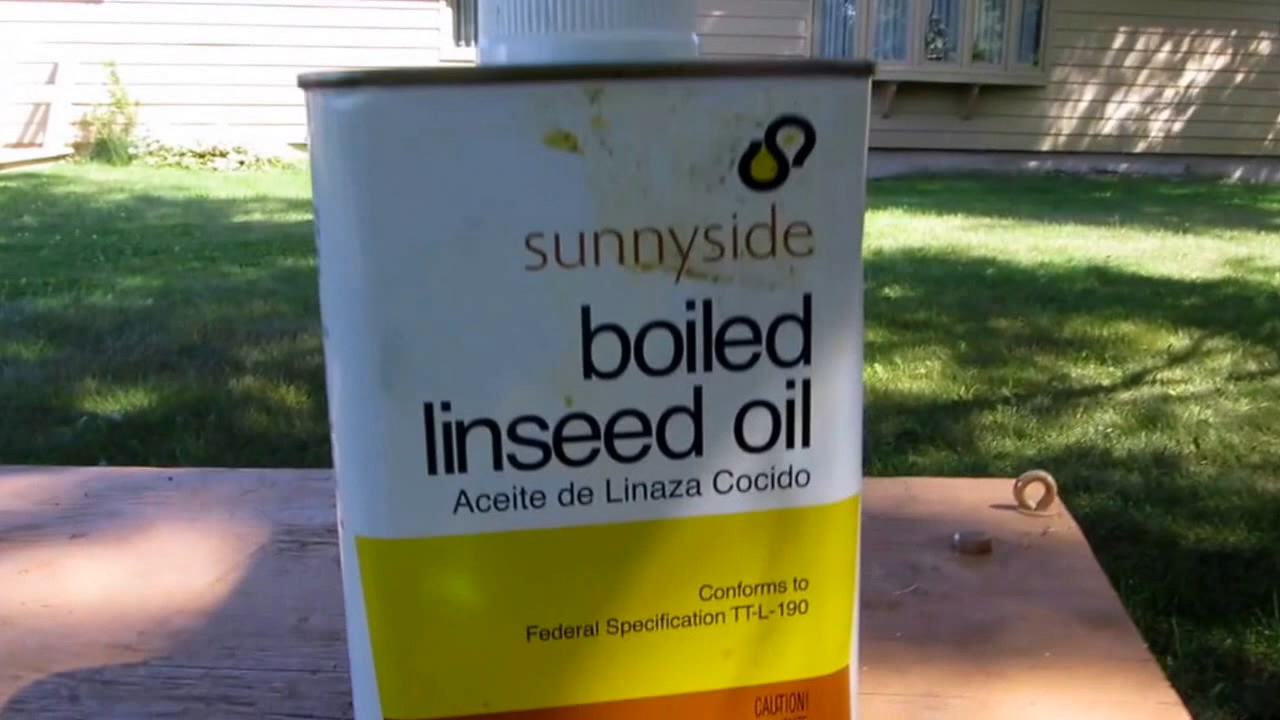 sunnyside
boiled
linseed oil
Aceite de Linaza Cocido
Conforms to
Federal Specification TT-L-190
CAUTION!